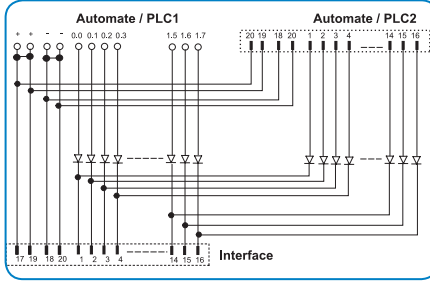 Automate / PLC1
Automate / PLC2
+ + - - 0.0 0.1 0.2 0.3 1.5 1.6 1.7
20 19 18 20 1 2 3 4 14 15 16
17 19 18 20 1 2 3 4 14 15 16
Interface